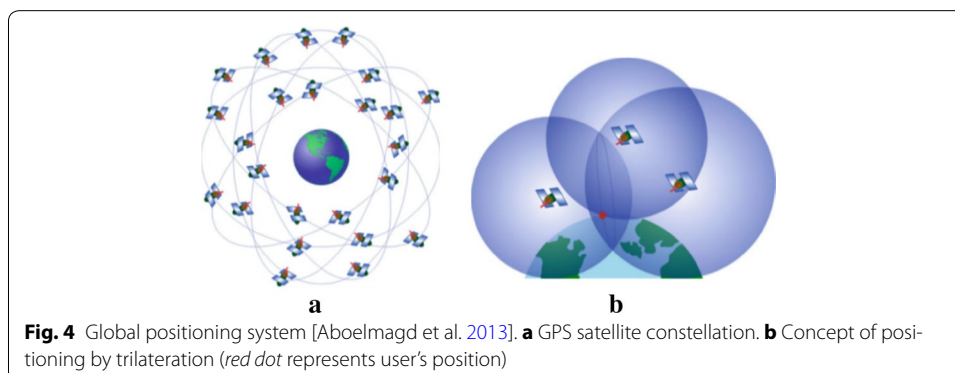 a
b
Fig. 4 Global positioning system [Aboelmagd et al. 2013]. a GPS satellite constellation. b Concept of posi-
tioning by trilateration (red dot represents user's position)